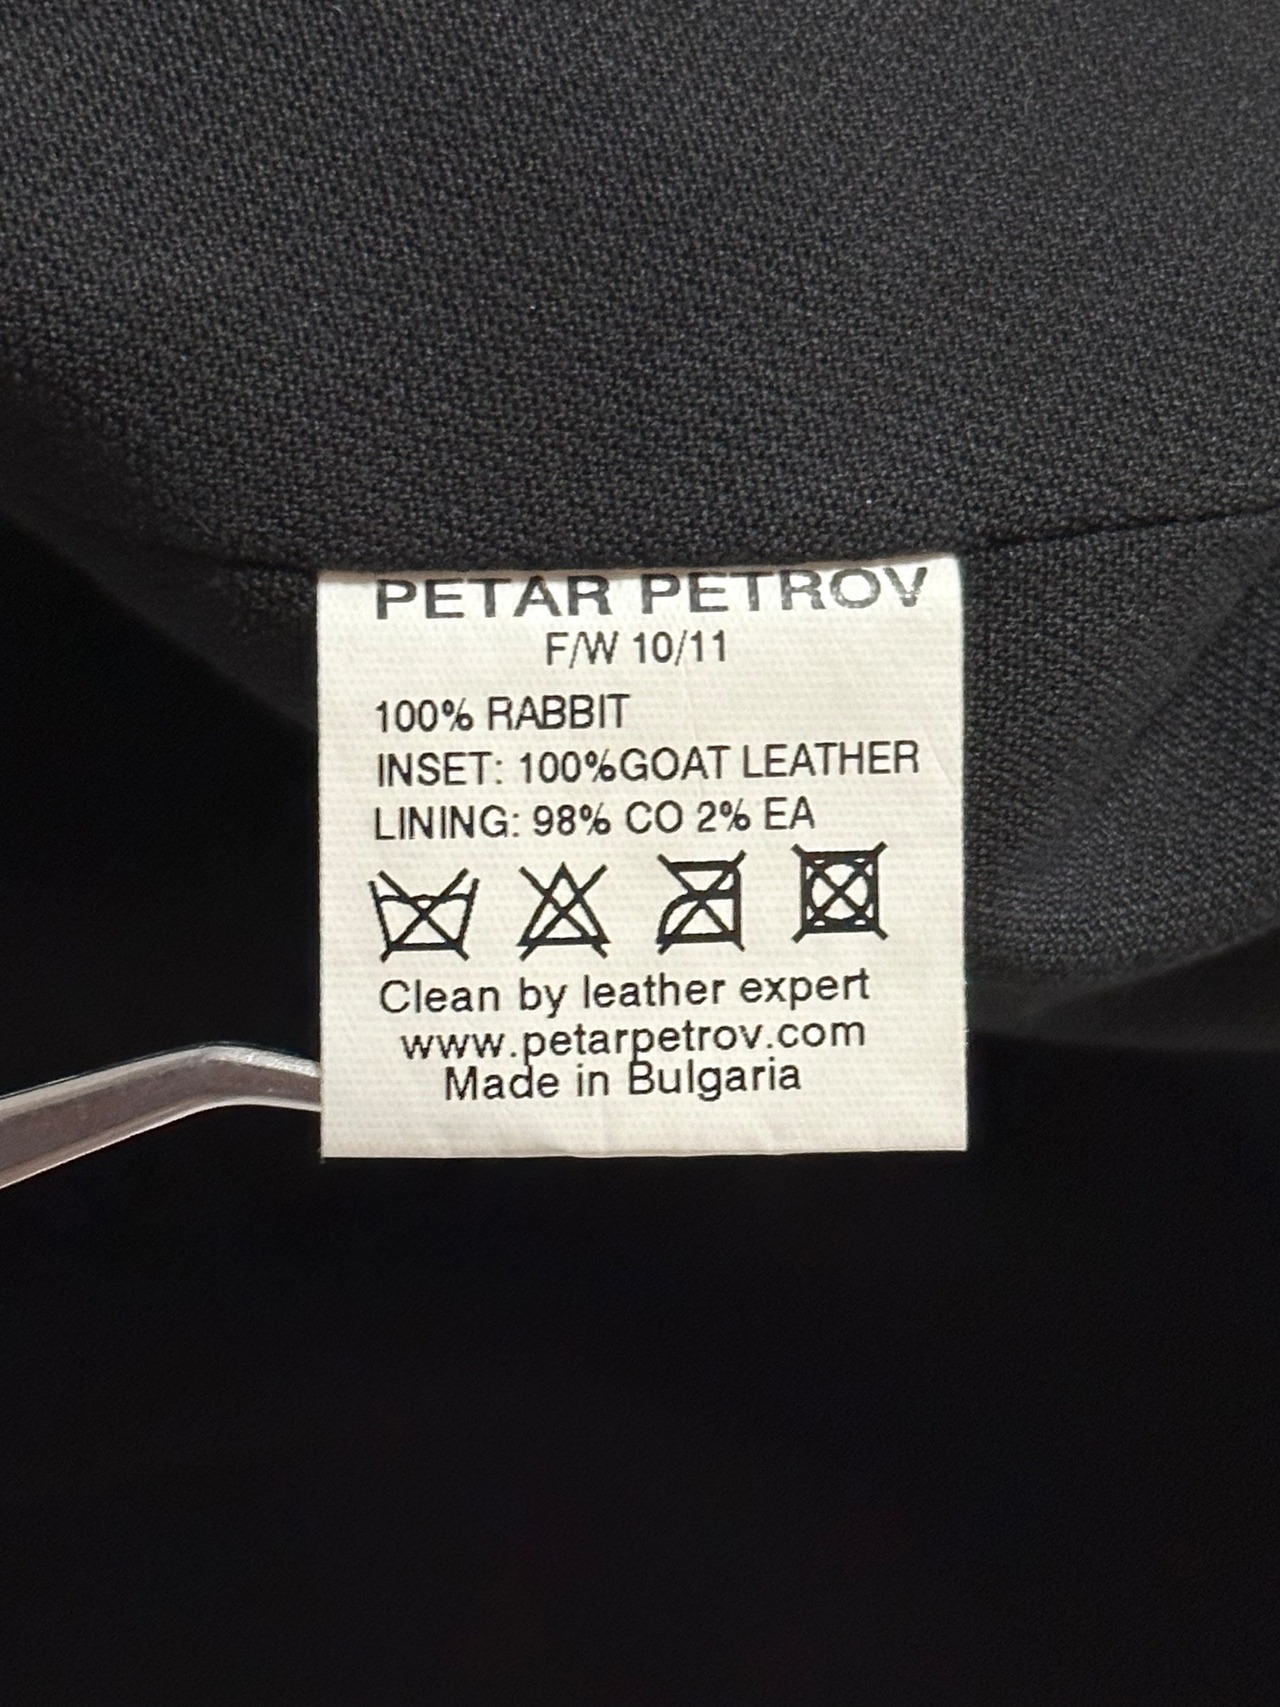 PETAR PETROV
F/W 10/11
100% RABBIT
INSET: 100%GOAT LEATHER
LINING: 98% CO 2% EA
Clean by leather expert
www.petarpetrov.com
Made in Bulgaria